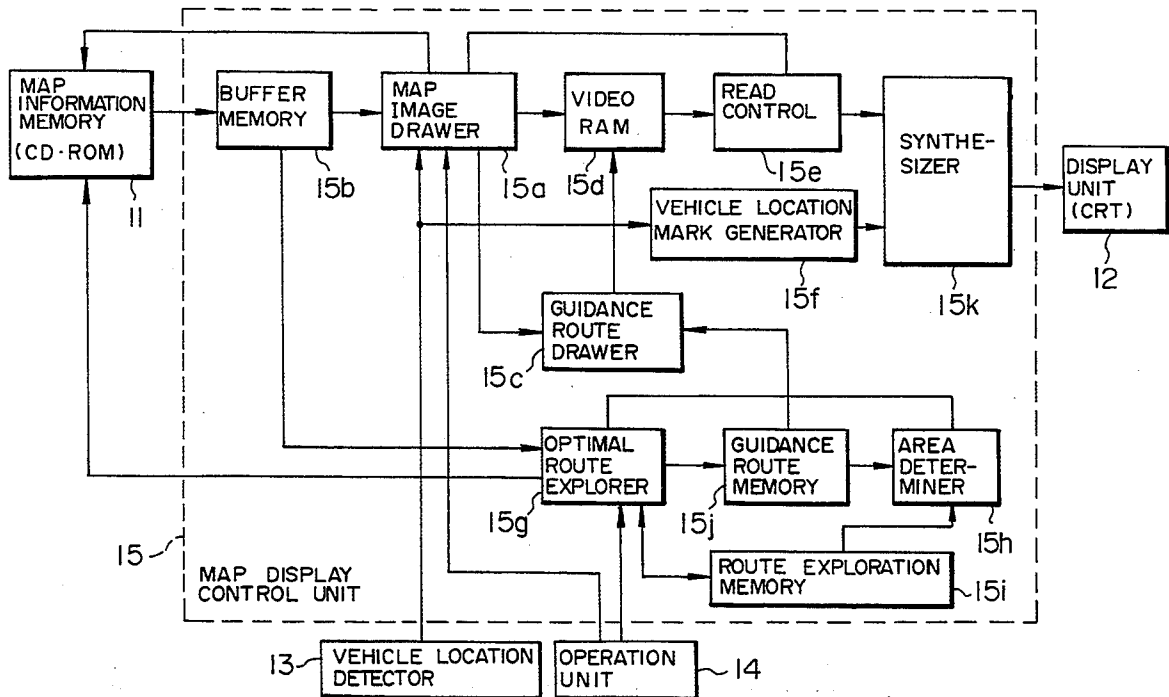 MAP
INFORMATION
MEMORY
(CD-ROM)
11
BUFFER
MEMORY
15b
MAP
IMAGE
DRAWER
15a
VIDEO
RAM
15d
READ
CONTROL
15e
SYNTHE-
SIZER
15k
DISPLAY
UNIT
(CRT)
12
VEHICLE LOCATION
MARK GENERATOR
15f
GUIDANCE
ROUTE
DRAWER
15c
OPTIMAL
ROUTE
EXPLORER
15g
GUIDANCE
ROUTE
MEMORY
15j
AREA
DETER-
MINER
15h
ROUTE EXPLORATION
MEMORY
15i
15
MAP DISPLAY
CONTROL UNIT
13
VEHICLE LOCATION
DETECTOR
OPERATION
UNIT
14